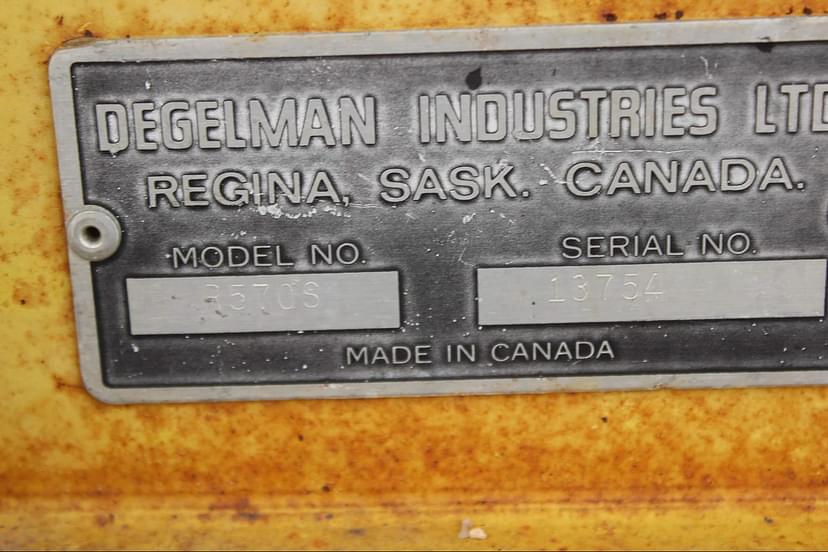 DEGELMAN INDUSTRIES LTD
REGINA, SASK. CANADA.
MODEL NO. SERIAL NO.
R570S 13754
MADE IN CANADA